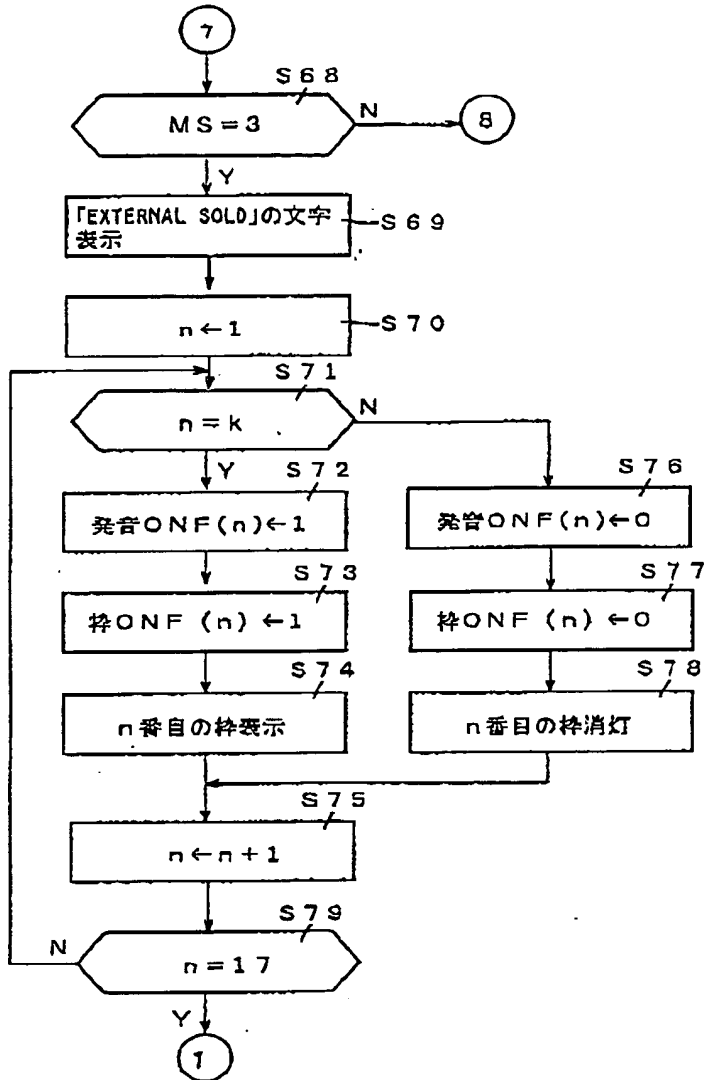 7
S68
MS=3
N
8
Y
「EXTERNAL SOLD」の文字
表示
S69
n←1
S70
S71
n=k
N
Y
S72
発音ONF(n)←1
S76
発音ONF(n)←0
S73
枠ONF (n) ←1
S77
枠ONF (n) ←0
S74
n番目の枠表示
S78
n番目の枠消灯
S75
n←n+1
S79
N
n=17
Y
1